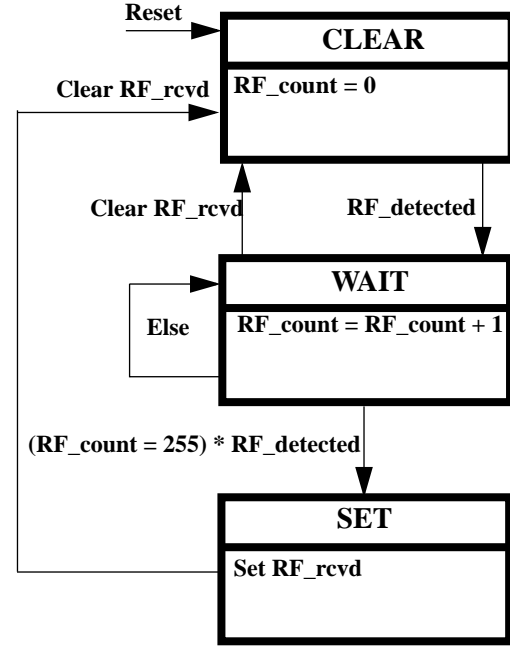 Reset
CLEAR
Clear RF_rcvd
RF_count = 0
Clear RF_rcvd
RF_detected
WAIT
Else
RF_count = RF_count + 1
(RF_count = 255) * RF_detected
SET
Set RF_rcvd